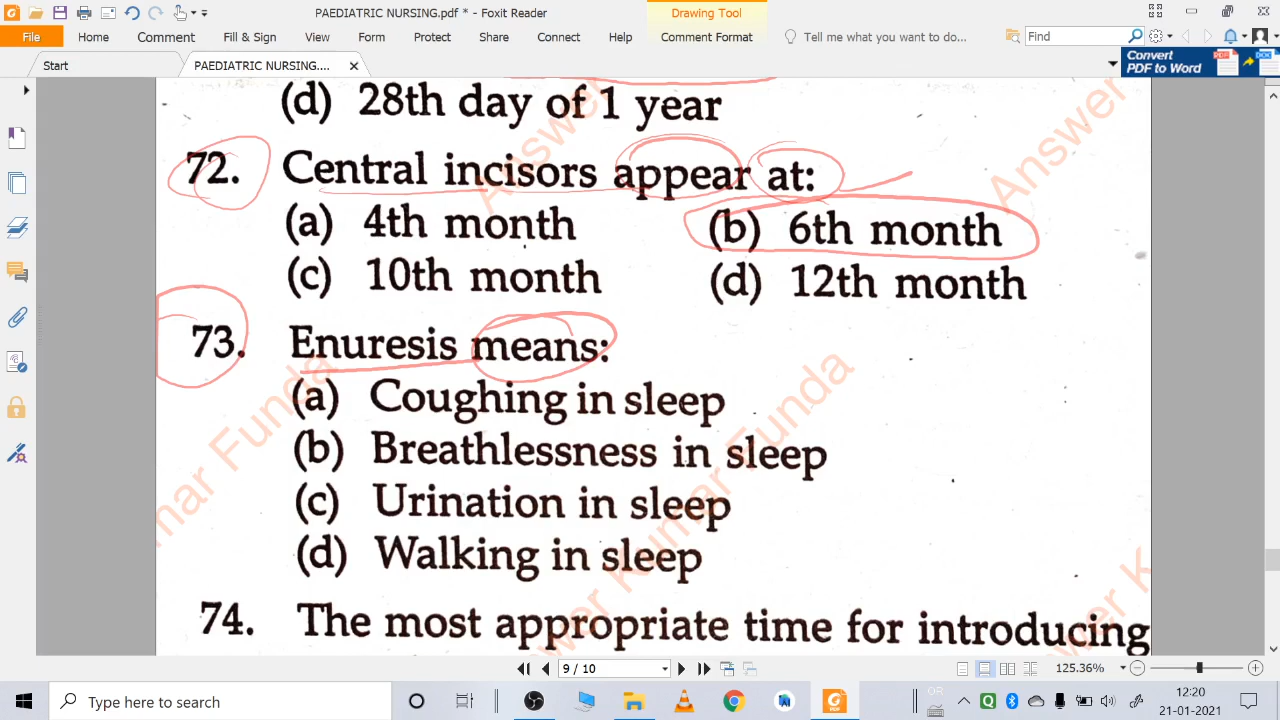 PAEDIATRIC NURSING.pdf * - Foxit Reader
Drawing Tool
File Home Comment Fill & Sign View Form Protect Share Connect Help Comment Format Tell me what you want to do... Find
Start PAEDIATRIC NURSING....
Convert
PDF to Word
(d) 28th day of 1 year
72. Central incisors appear at:
(a) 4th month (b) 6th month
(c) 10th month (d) 12th month
73. Enuresis means:
(a) Coughing in sleep
(b) Breathlessness in sleep
(c) Urination in sleep
(d) Walking in sleep
74. The most appropriate time for introducing
9 / 10 125.36%
Type here to search
12:20
21-01-2021